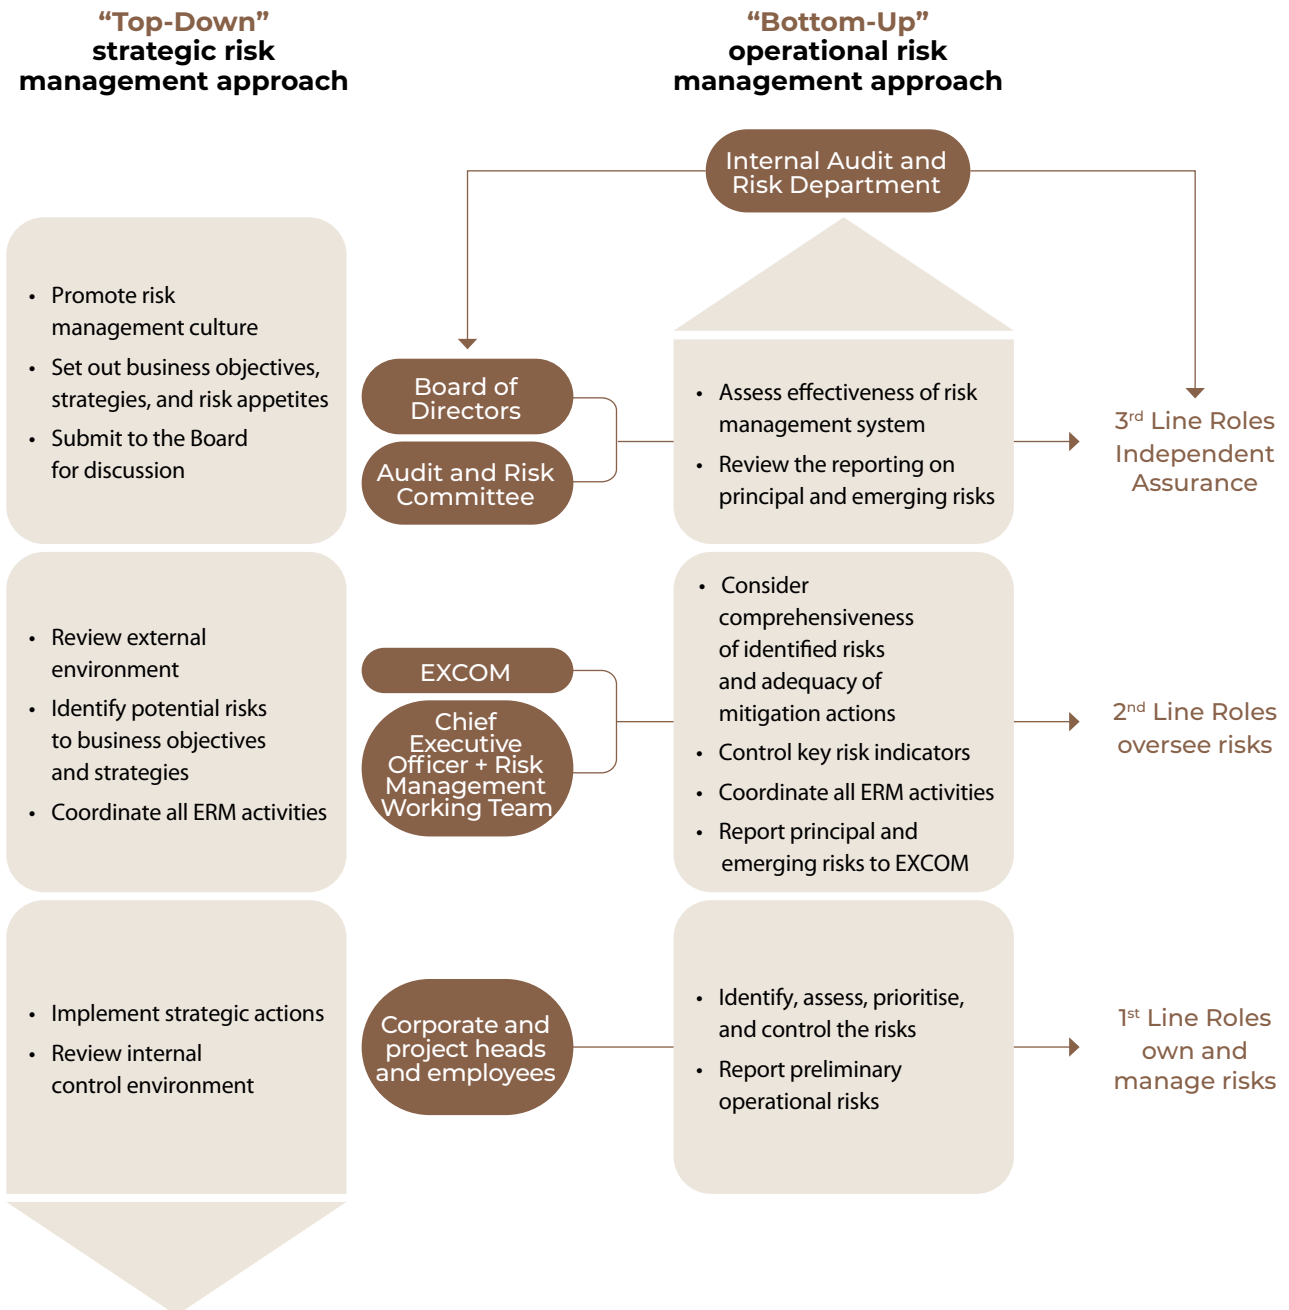 “Top-Down”
strategic risk
management approach
“Bottom-Up”
operational risk
management approach
Internal Audit and
Risk Department
• Promote risk
management culture
• Set out business objectives,
strategies, and risk appetites
• Submit to the Board
for discussion
Board of
Directors
Audit and Risk
Committee
• Assess effectiveness of risk
management system
• Review the reporting on
principal and emerging risks
3rd Line Roles
Independent
Assurance
• Review external
environment
• Identify potential risks
to business objectives
and strategies
• Coordinate all ERM activities
EXCOM
Chief
Executive
Officer + Risk
Management
Working Team
• Consider
comprehensiveness
of identified risks
and adequacy of
mitigation actions
• Control key risk indicators
• Coordinate all ERM activities
• Report principal and
emerging risks to EXCOM
2nd Line Roles
oversee risks
• Implement strategic actions
• Review internal
control environment
Corporate and
project heads
and employees
• Identify, assess, prioritise,
and control the risks
• Report preliminary
operational risks
1st Line Roles
own and
manage risks